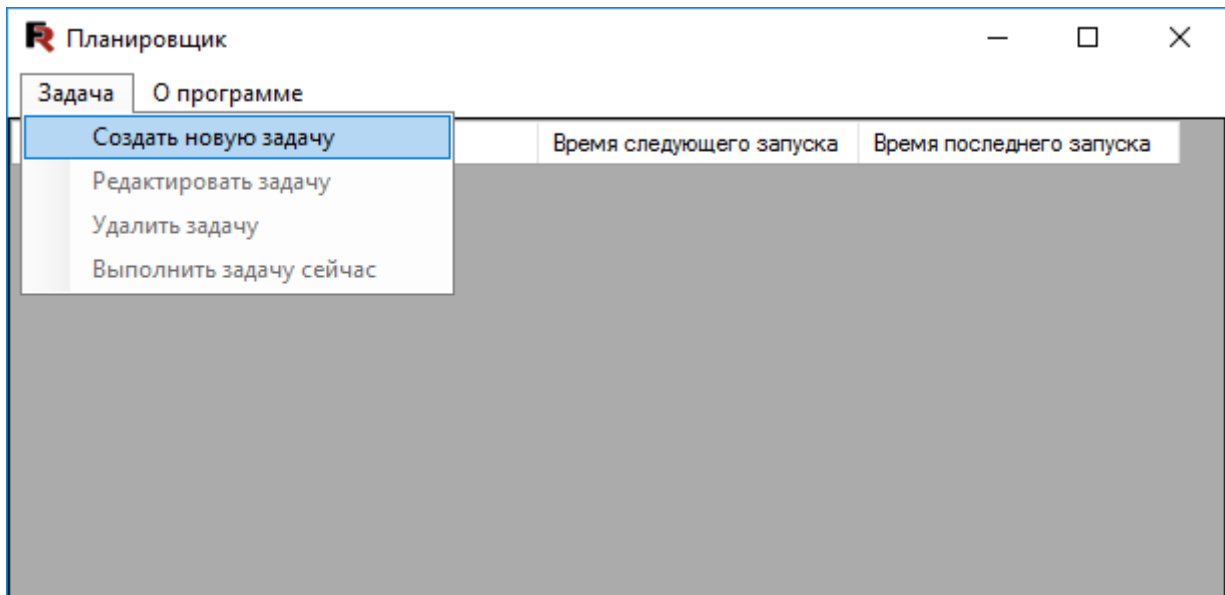 Планировщик
Задача О программе
Создать новую задачу
Время следующего запуска Время последнего запуска
Редактировать задачу
Удалить задачу
Выполнить задачу сейчас